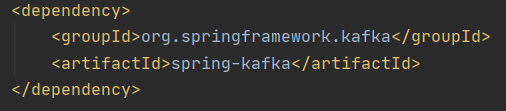 <dependency>
    <groupId>org.springframework.kafka</groupId>
    <artifactId>spring-kafka</artifactId>
</dependency>